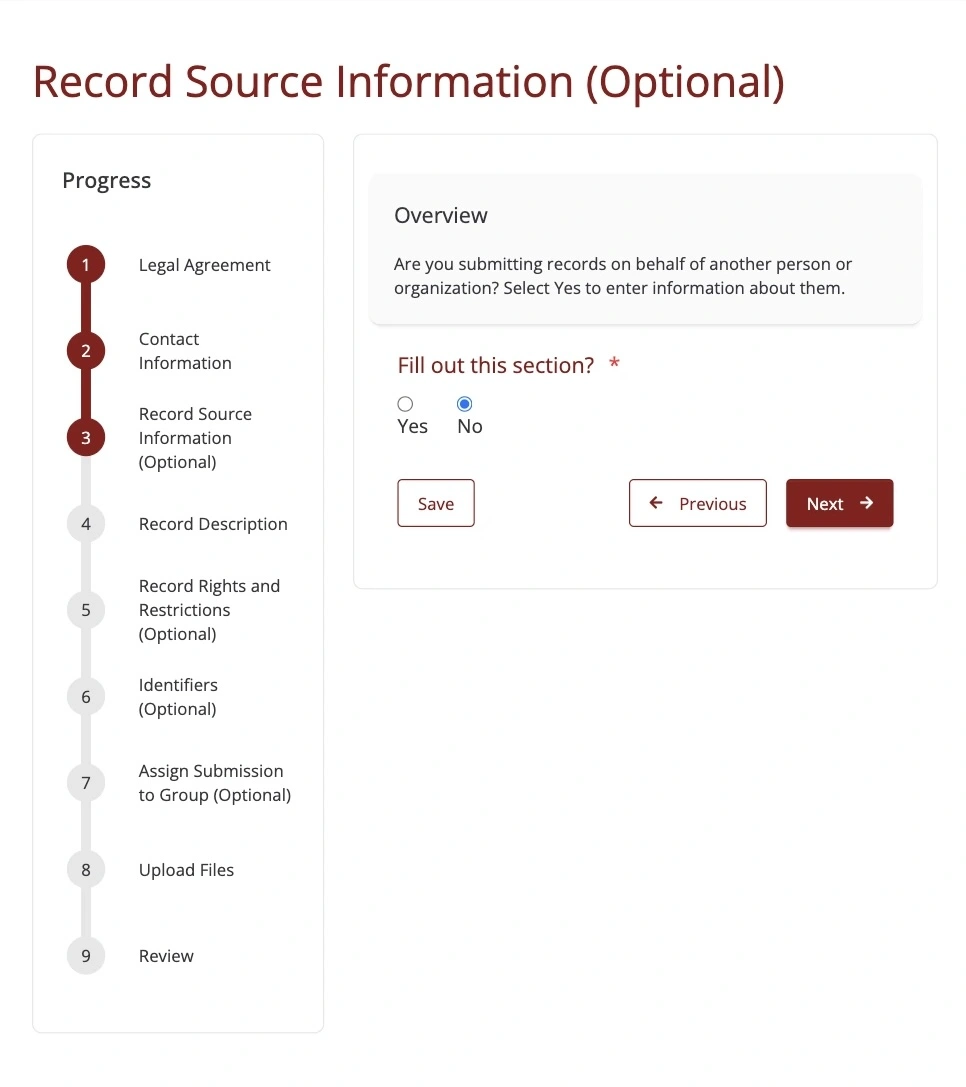 Record Source Information (Optional)
Progress
1
Legal Agreement
2
Contact
Information
3
Record Source
Information
(Optional)
4
Record Description
5
Record Rights and
Restrictions
(Optional)
6
Identifiers
(Optional)
7
Assign Submission
to Group (Optional)
8
Upload Files
9
Review
Overview
Are you submitting records on behalf of another person or
organization? Select Yes to enter information about them.
Fill out this section? *
Yes No
Save ← Previous Next →